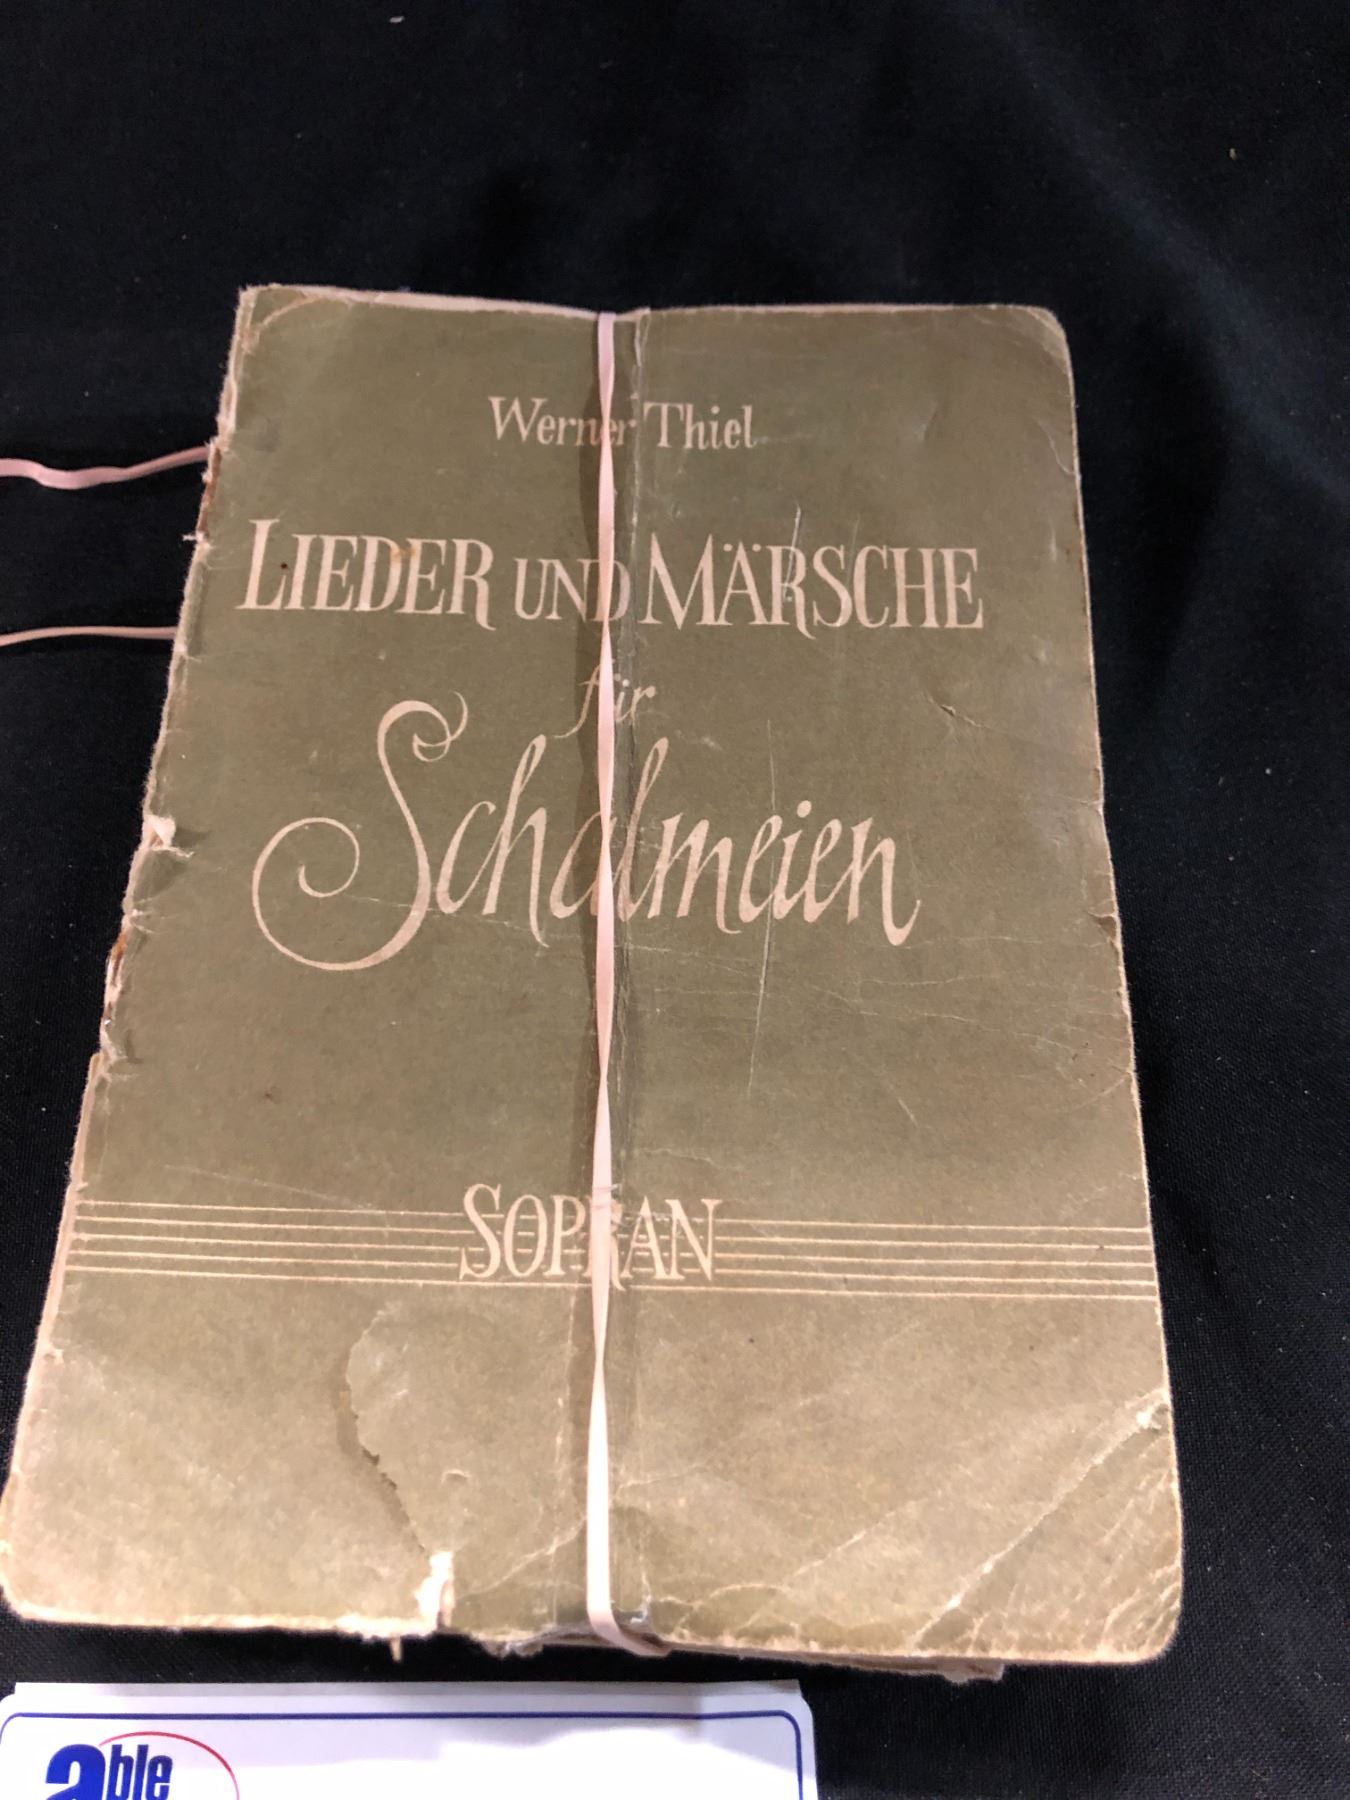 Werner Thiel
LIEDER UND MÄRSCHE
für
Schalmeien
SOPRAN
able